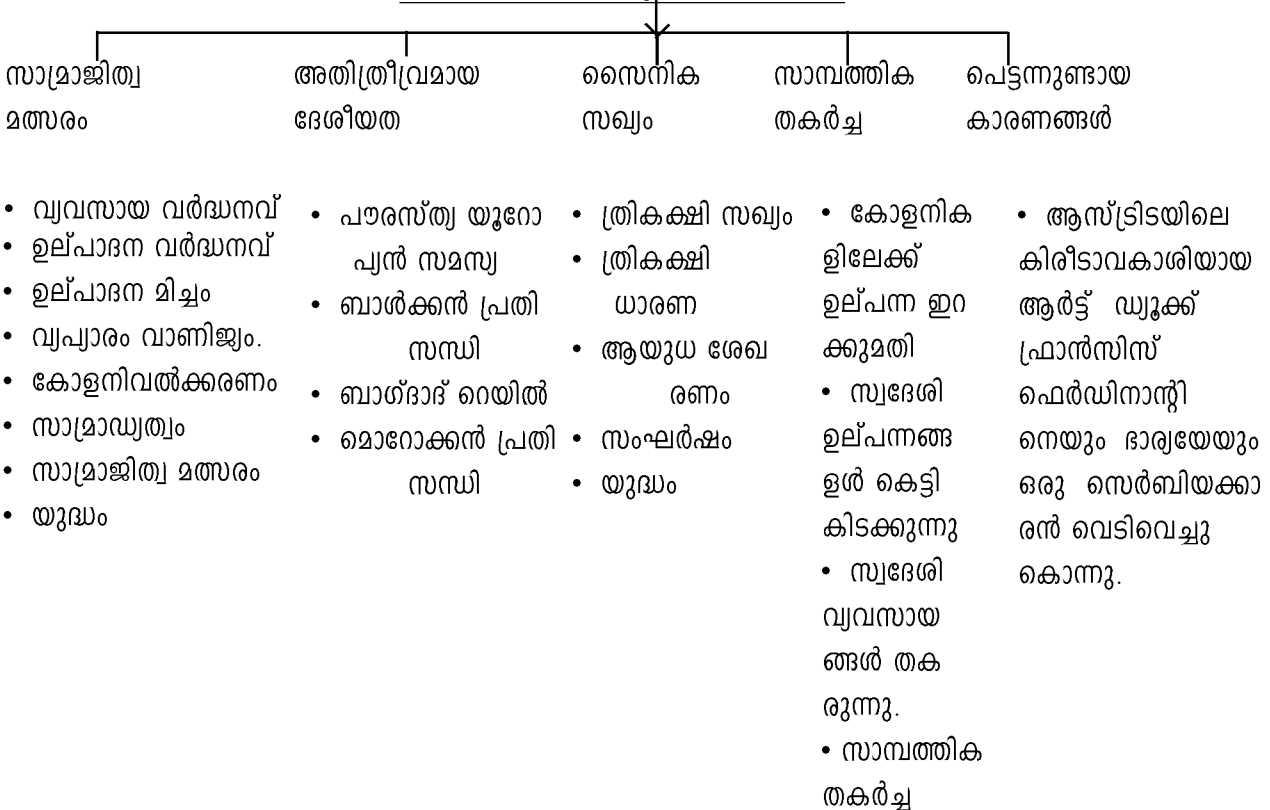 സാമ്രാജിത്വ
മത്സരം
അതിത്രീവ്രമായ
ദേശീയത
സൈനിക
സഖ്യം
സാമ്പത്തിക
തകർച്ച
പെട്ടന്നുണ്ടായ
കാരണങ്ങൾ
• വ്യവസായ വർദ്ധനവ്
• ഉല്പാദന വർദ്ധനവ്
• ഉല്പാദന മിച്ചം
• വ്യപ്യാരം വാണിജ്യം.
• കോളനിവൽക്കരണം
• സാമ്രാഡ്യത്വം
• സാമ്രാജിത്വ മത്സരം
• യുദ്ധം
• പൗരസ്ത്യ യൂറോ
പ്യൻ സമസ്യ
• ബാൾക്കൻ പ്രതി
സന്ധി
• ബാഗ്ദാദ് റെയിൽ
• മൊറോക്കൻ പ്രതി
സന്ധി
• ത്രികക്ഷി സഖ്യം
• ത്രികക്ഷി
ധാരണ
• ആയുധ ശേഖ
രണം
• സംഘർഷം
• യുദ്ധം
• കോളനിക
ളിലേക്ക്
ഉല്പന്ന ഇറ
ക്കുമതി
• സ്വദേശി
ഉല്പന്നങ്ങ
ളൾ കെട്ടി
കിടക്കുന്നു
• സ്വദേശി
വ്യവസായ
ങ്ങൾ തക
രുന്നു.
• സാമ്പത്തിക
തകർച്ച
• ആസ്ട്രിടയിലെ
കിരീടാവകാശിയായ
ആർട്ട് ഡ്യൂക്ക്
ഫ്രാൻസിസ്
ഫെർഡിനാന്റി
നെയും ഭാര്യയേയും
ഒരു സെർബിയക്കാ
രൻ വെടിവെച്ചു
കൊന്നു.